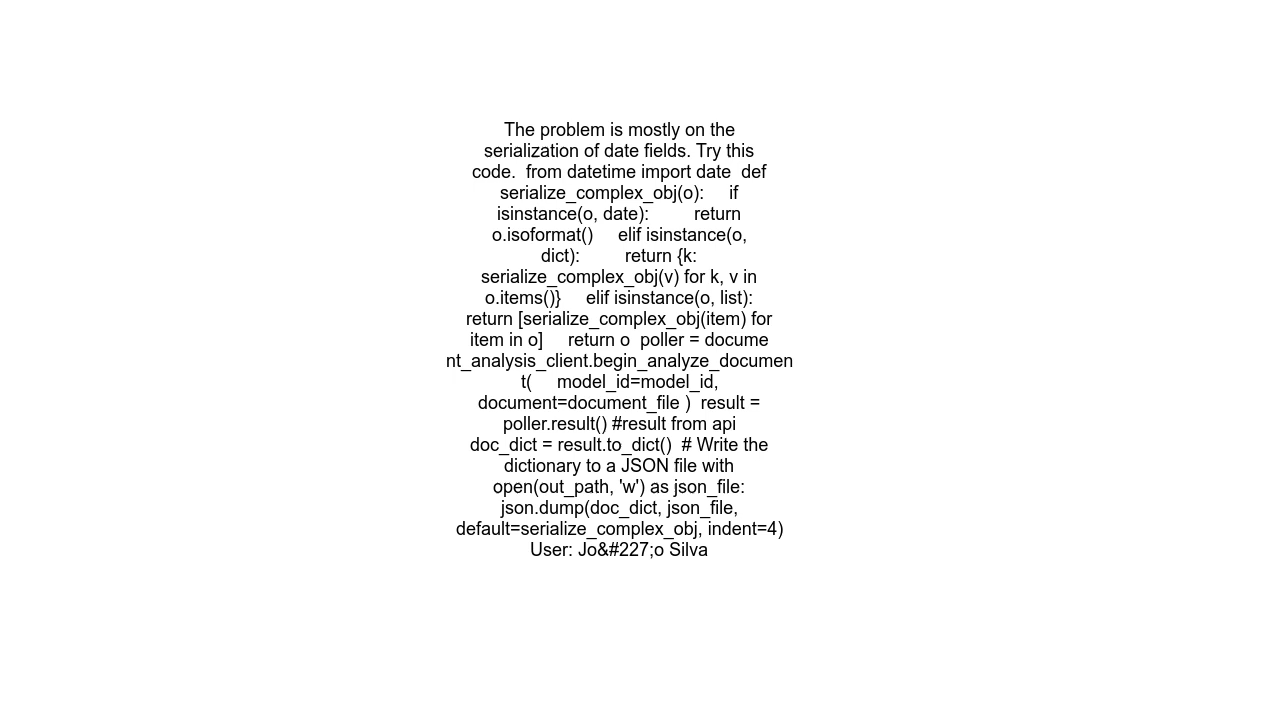 The problem is mostly on the
serialization of date fields. Try this
code.  from datetime import date  def
serialize_complex_obj(o):     if
isinstance(o, date):         return
o.isoformat()     elif isinstance(o,
dict):         return {k:
serialize_complex_obj(v) for k, v in
o.items()}     elif isinstance(o, list):
return [serialize_complex_obj(item) for
item in o]     return o  poller = docume
nt_analysis_client.begin_analyze_documen
t(     model_id=model_id,
document=document_file )  result =
poller.result() #result from api
doc_dict = result.to_dict()  # Write the
dictionary to a JSON file with
open(out_path, 'w') as json_file:
json.dump(doc_dict, json_file,
default=serialize_complex_obj, indent=4)
User: Jo&#227;o Silva